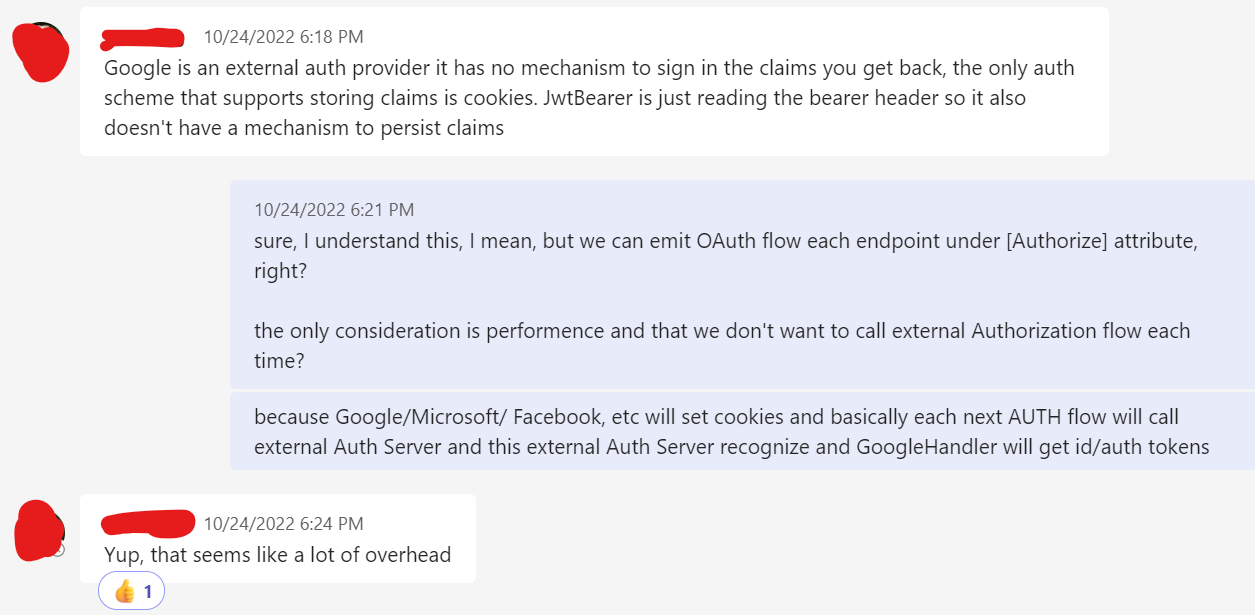 10/24/2022 6:18 PM
Google is an external auth provider it has no mechanism to sign in the claims you get back, the only auth
scheme that supports storing claims is cookies. JwtBearer is just reading the bearer header so it also
doesn't have a mechanism to persist claims
10/24/2022 6:21 PM
sure, I understand this, I mean, but we can emit OAuth flow each endpoint under [Authorize] attribute,
right?
the only consideration is performence and that we don't want to call external Authorization flow each
time?
because Google/Microsoft/ Facebook, etc will set cookies and basically each next AUTH flow will call
external Auth Server and this external Auth Server recognize and GoogleHandler will get id/auth tokens
10/24/2022 6:24 PM
Yup, that seems like a lot of overhead
👍 1